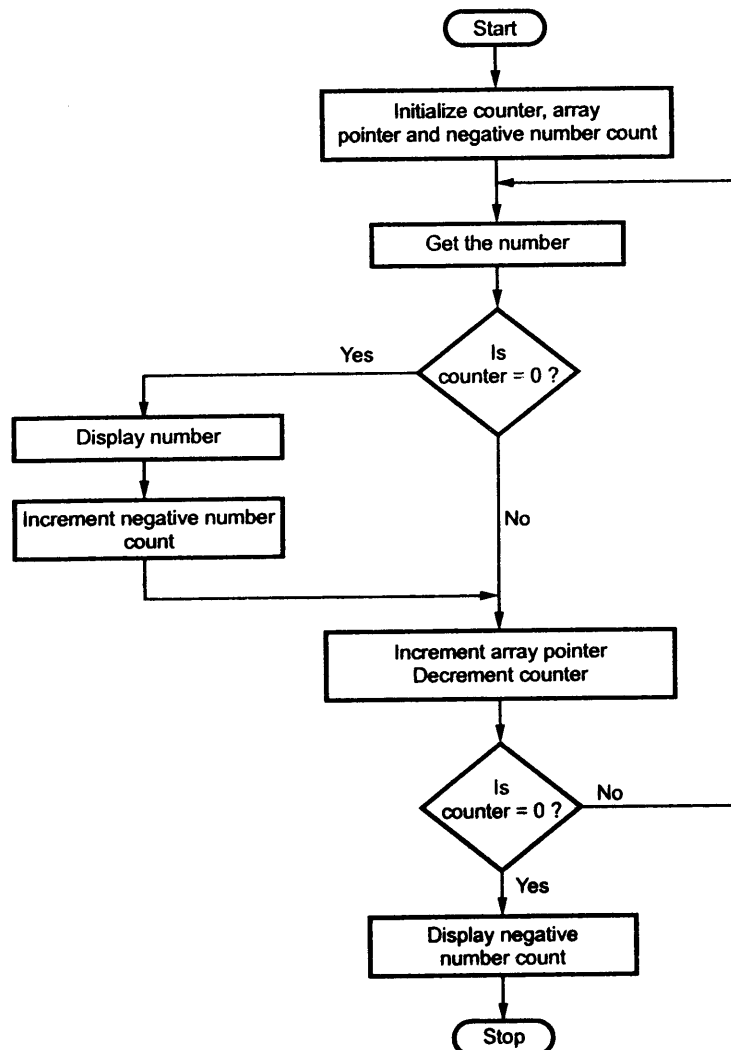 Start
Initialize counter, array
pointer and negative number count
Get the number
Is
counter = 0 ?
Yes
Display number
Increment negative number
count
No
Increment array pointer
Decrement counter
Is
counter = 0 ?
No
Yes
Display negative
number count
Stop